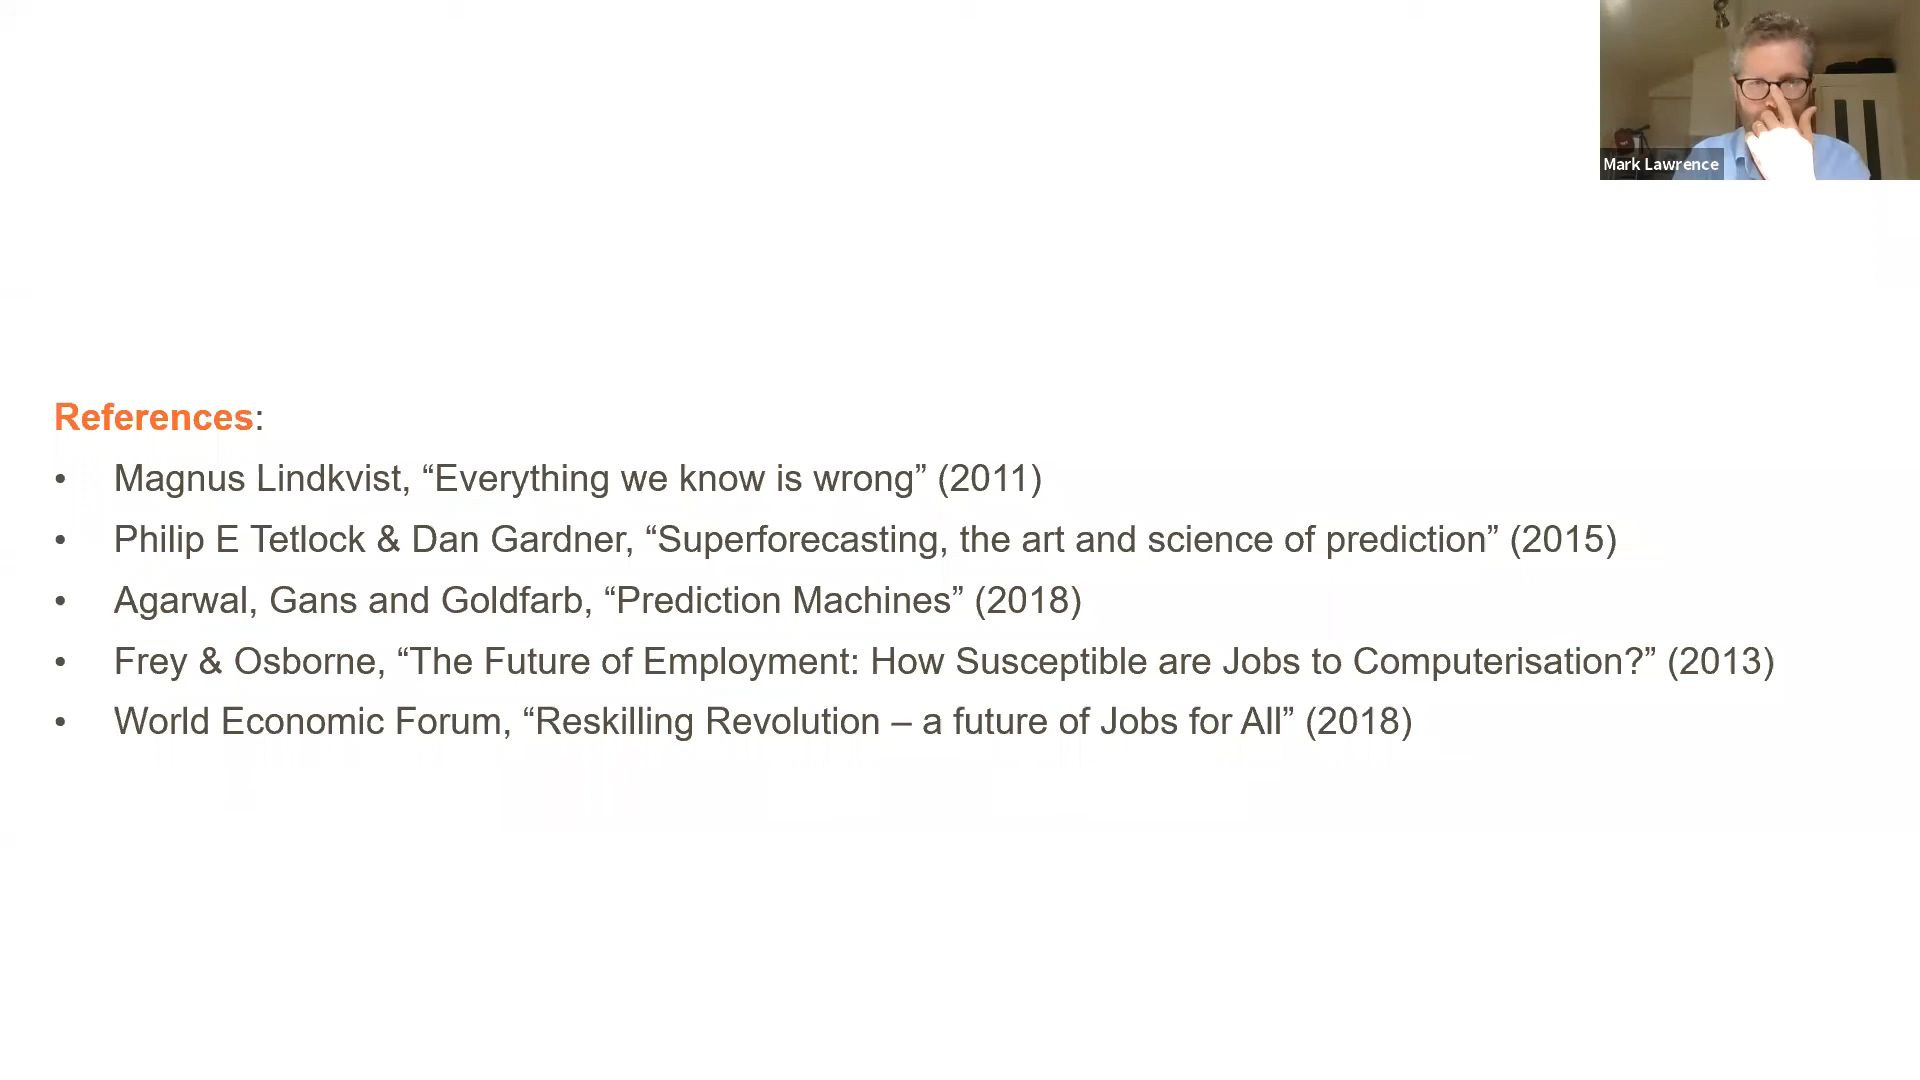 Mark Lawrence
References:
• Magnus Lindkvist, “Everything we know is wrong” (2011)
• Philip E Tetlock & Dan Gardner, “Superforecasting, the art and science of prediction” (2015)
• Agarwal, Gans and Goldfarb, “Prediction Machines” (2018)
• Frey & Osborne, “The Future of Employment: How Susceptible are Jobs to Computerisation?” (2013)
• World Economic Forum, “Reskilling Revolution – a future of Jobs for All” (2018)